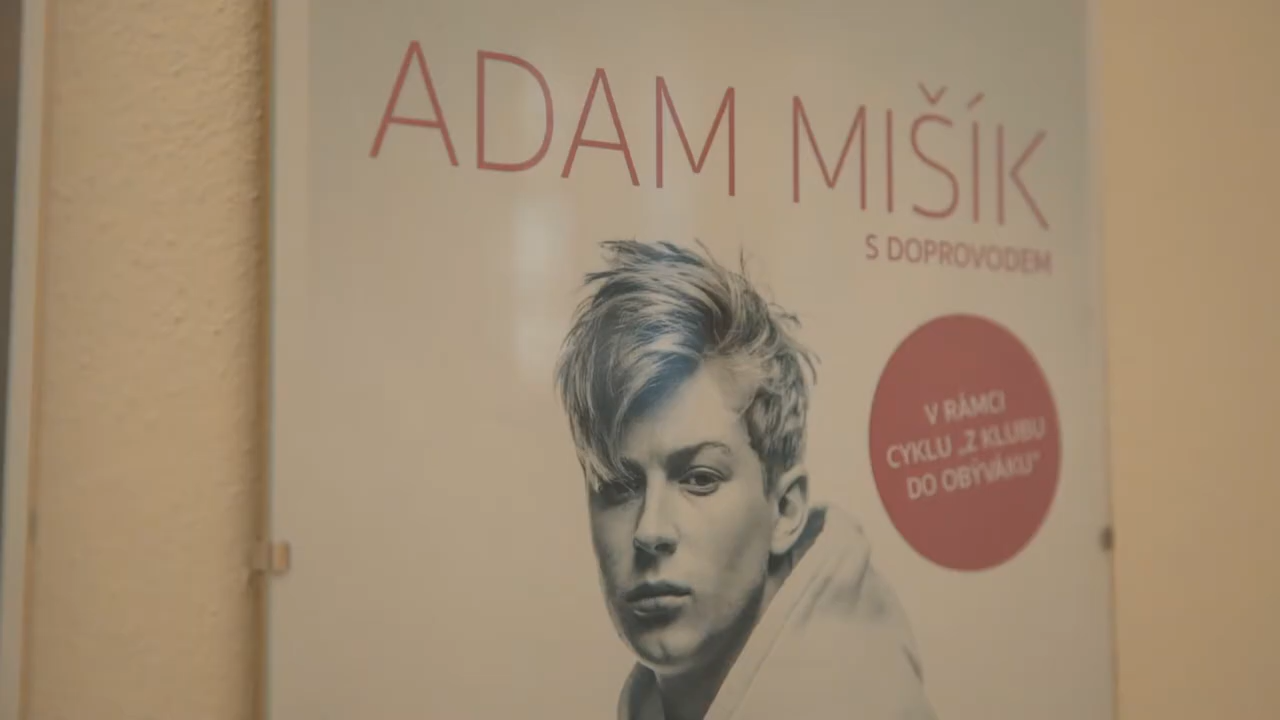 ADAM MIŠÍK
S DOPROVODEM
V RÁMCI
CYKLU „Z KLUBU
DO OBÝVÁKU"